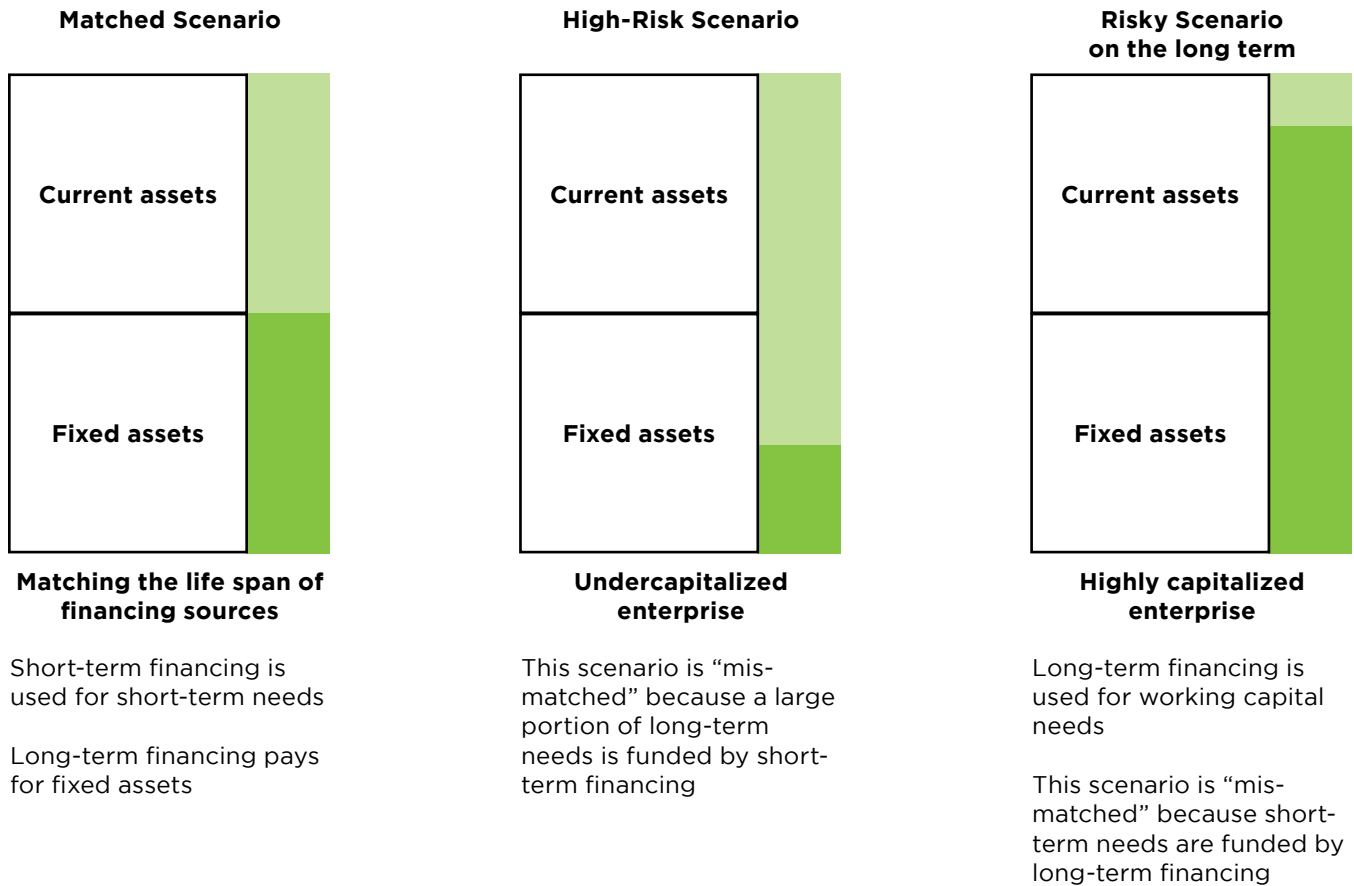 Matched Scenario
Current assets
Fixed assets
Matching the life span of
financing sources
Short-term financing is
used for short-term needs
Long-term financing pays
for fixed assets
High-Risk Scenario
Current assets
Fixed assets
Undercapitalized
enterprise
This scenario is “mis-
matched” because a large
portion of long-term
needs is funded by short-
term financing
Risky Scenario
on the long term
Current assets
Fixed assets
Highly capitalized
enterprise
Long-term financing is
used for working capital
needs
This scenario is “mis-
matched” because short-
term needs are funded by
long-term financing